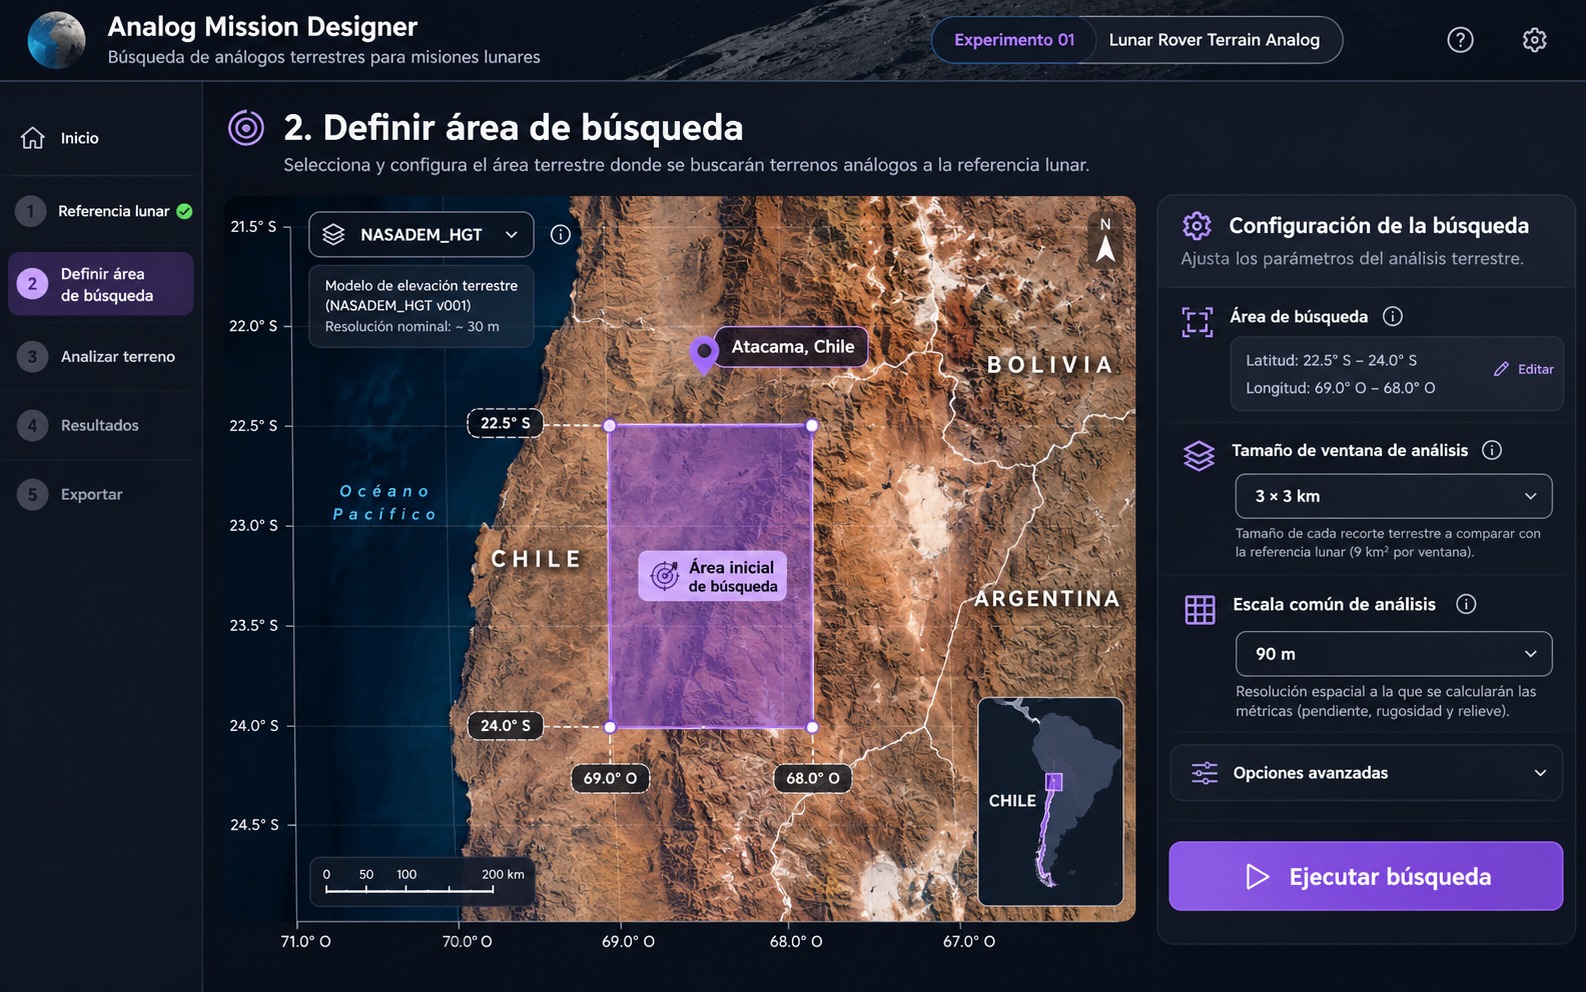 Analog Mission Designer
Búsqueda de análogos terrestres para misiones lunares
Experimento 01
Lunar Rover Terrain Analog
?
Inicio
1
Referencia lunar
2
Definir área
de búsqueda
3
Analizar terreno
4
Resultados
5
Exportar
2. Definir área de búsqueda
Selecciona y configura el área terrestre donde se buscarán terrenos análogos a la referencia lunar.
21.5° S
22.0° S
22.5° S
23.0° S
23.5° S
24.0° S
24.5° S
NASADEM_HGT
i
Modelo de elevación terrestre
(NASADEM_HGT v001)
Resolución nominal: ~ 30 m
N
Atacama, Chile
BOLIVIA
22.5° S
Océano
Pacífico
CHILE
Área inicial
de búsqueda
ARGENTINA
24.0° S
69.0° O
68.0° O
CHILE
0 50 100 200 km
71.0° O
70.0° O
69.0° O
68.0° O
67.0° O
Configuración de la búsqueda
Ajusta los parámetros del análisis terrestre.
Área de búsqueda
i
Latitud: 22.5° S – 24.0° S
Longitud: 69.0° O – 68.0° O
Editar
Tamaño de ventana de análisis
i
3 × 3 km
Tamaño de cada recorte terrestre a comparar con
la referencia lunar (9 km² por ventana).
Escala común de análisis
i
90 m
Resolución espacial a la que se calcularán las
métricas (pendiente, rugosidad y relieve).
Opciones avanzadas
Ejecutar búsqueda